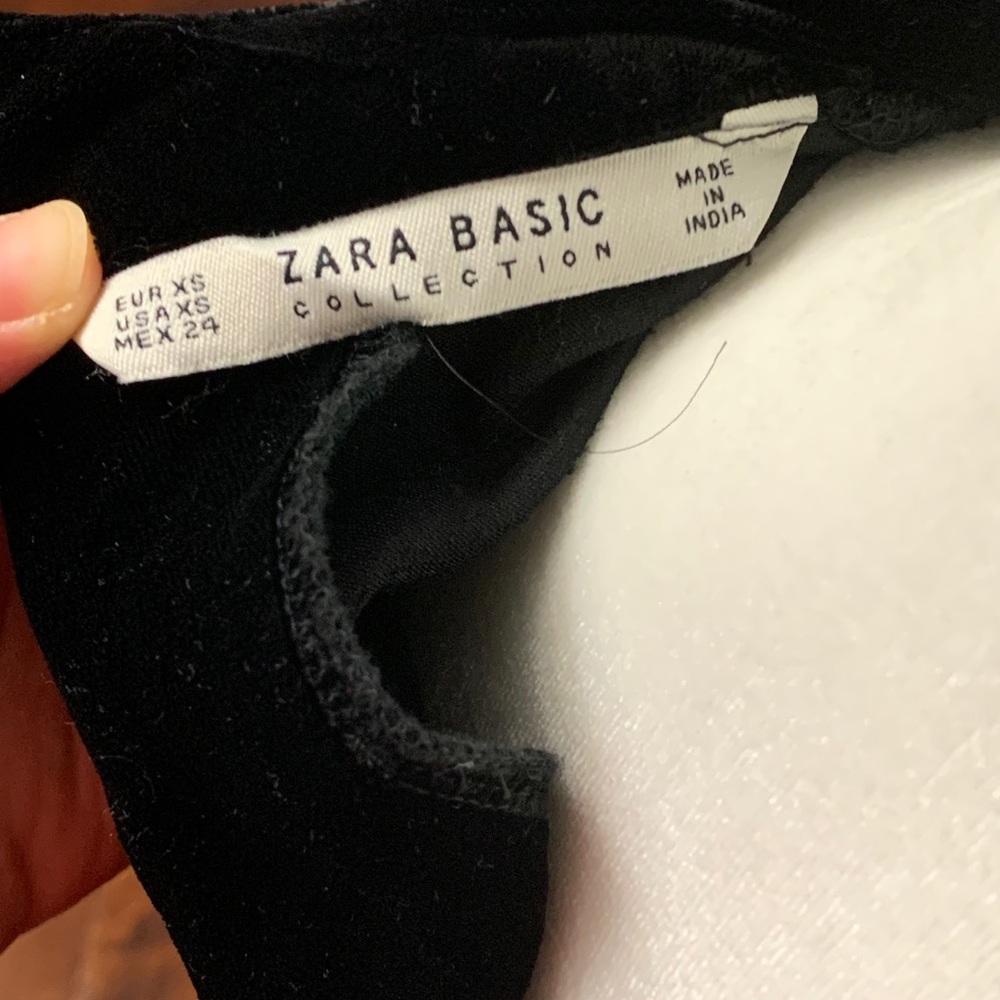 EUR XS
USA XS
MEX 24
ZARA BASIC
COLLECTION
MADE
IN
INDIA